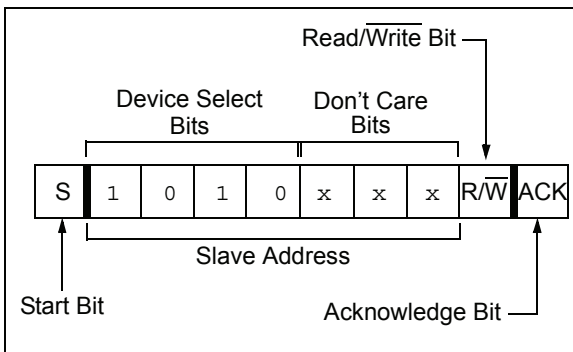 Read/Write Bit
Device Select
Bits
Don't Care
Bits
S 1 0 1 0 x x x R/W ACK
Slave Address
Start Bit
Acknowledge Bit